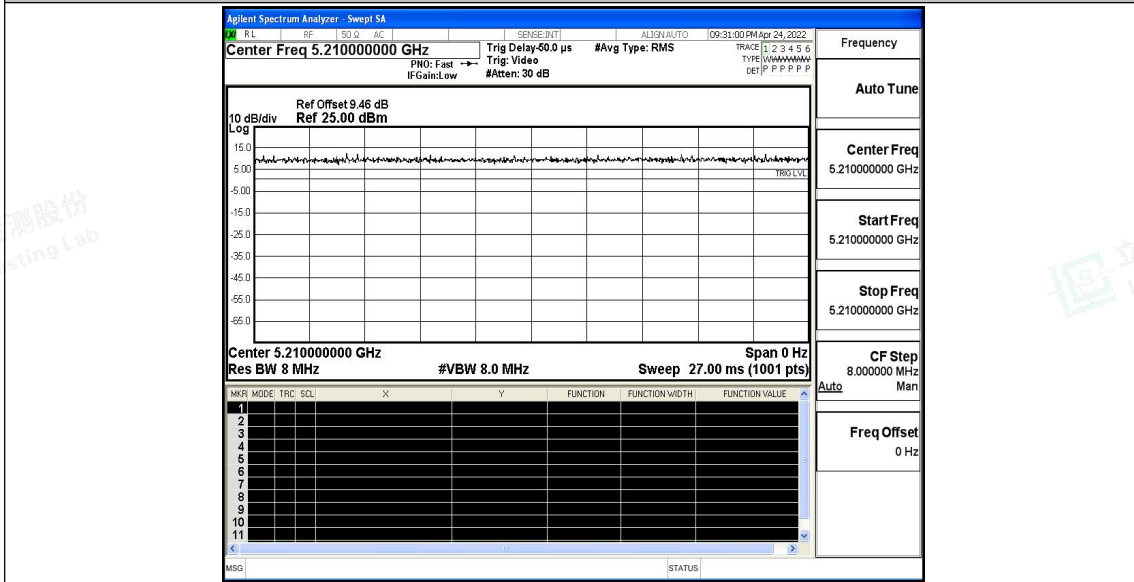 Agilent Spectrum Analyzer - Swept SA
RL RF 50 Ω AC SENSE:INT ALIGN AUTO 09:31:00 PM Apr 24, 2022
Center Freq 5.210000000 GHz
PNO: Fast
IFGain:Low
Trig Delay-50.0 µs
Trig: Video
#Atten: 30 dB
#Avg Type: RMS
TRACE 1 2 3 4 5 6
TYPE
DET P P P P P P
Ref Offset 9.46 dB
10 dB/div Ref 25.00 dBm
Log
15.0
5.00
TRIG LVL
-5.00
-15.0
-25.0
-35.0
-45.0
-55.0
-65.0
Center 5.210000000 GHz Span 0 Hz
Res BW 8 MHz #VBW 8.0 MHz Sweep 27.00 ms (1001 pts)
MKR MODE TRC SCL X Y FUNCTION FUNCTION WIDTH FUNCTION VALUE
1
2
3
4
5
6
7
8
9
10
11
MSG STATUS
Frequency
Auto Tune
Center Freq
5.210000000 GHz
Start Freq
5.210000000 GHz
Stop Freq
5.210000000 GHz
CF Step
8.000000 MHz
Auto Man
Freq Offset
0 Hz
测股份
sting Lab
立